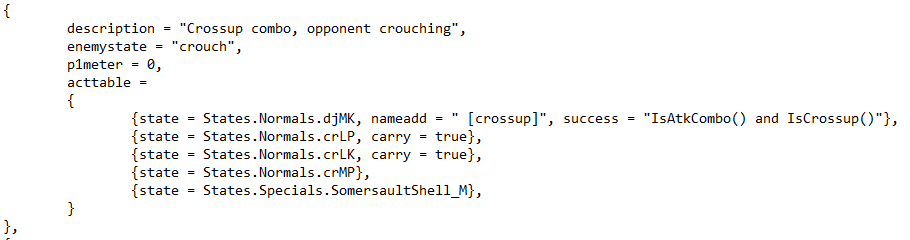 {
description = "Crossup combo, opponent crouching",
enemystate = "crouch",
p1meter = 0,
acttable =
{
{state = States.Normals.djMK, nameadd = " [crossup]", success = "IsAtkCombo() and IsCrossup()"},
{state = States.Normals.crLP, carry = true},
{state = States.Normals.crLK, carry = true},
{state = States.Normals.crMP},
{state = States.Specials.SomersaultShell_M},
}
},